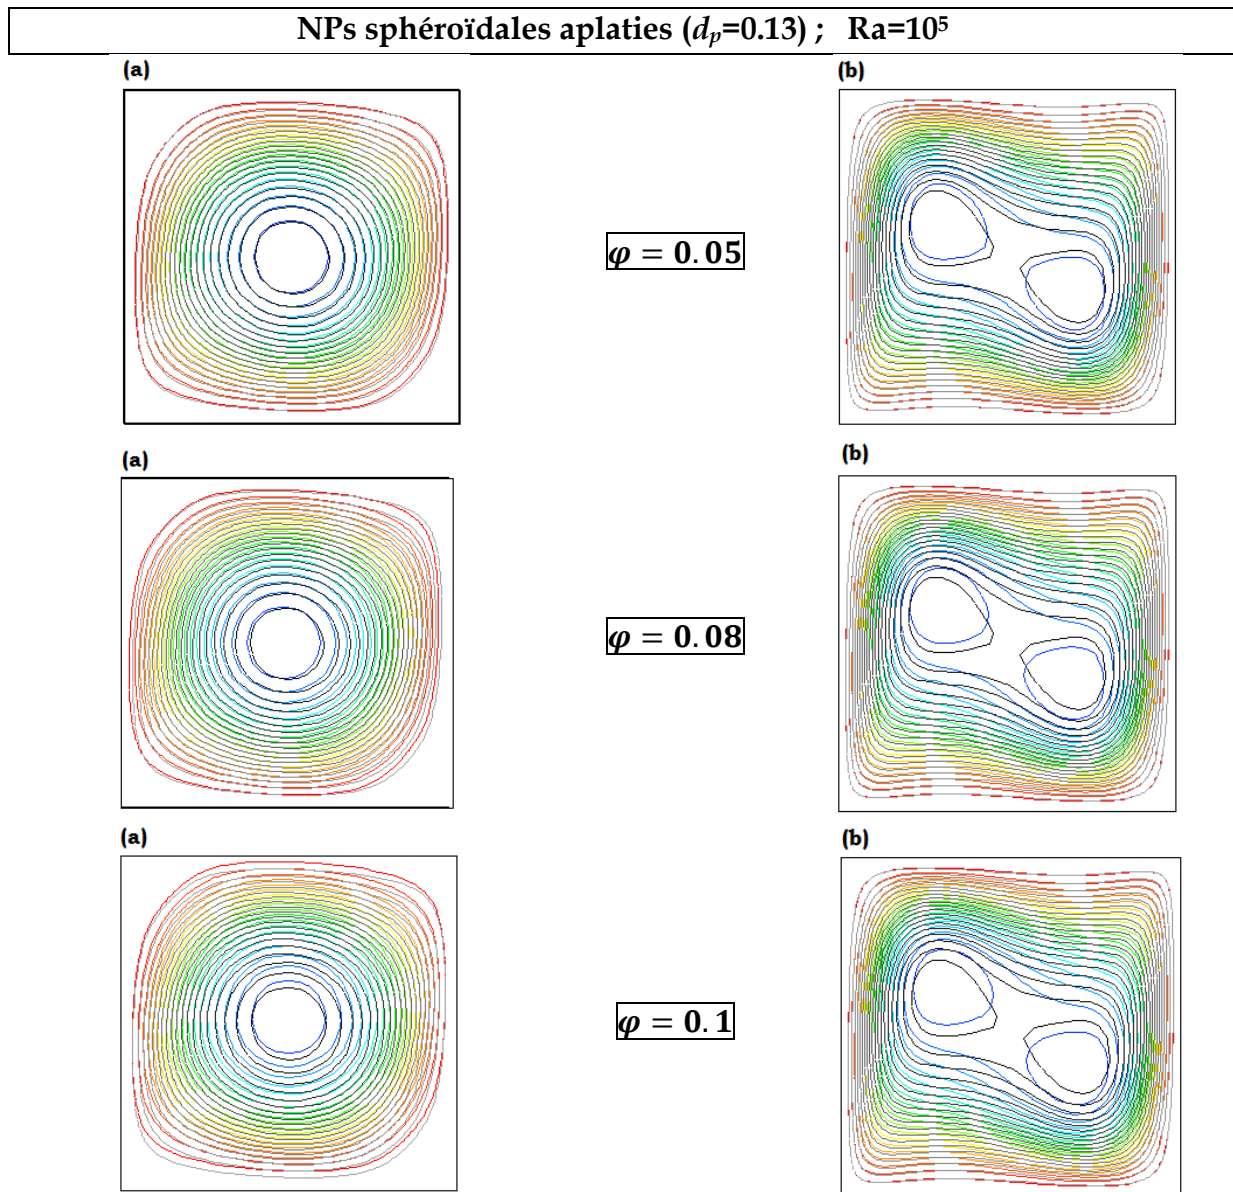 NPs sphéroïdales aplaties (dₚ=0.13) ; Ra=10⁵
(a) (b)
φ = 0.05
(a) (b)
φ = 0.08
(a) (b)
φ = 0.1